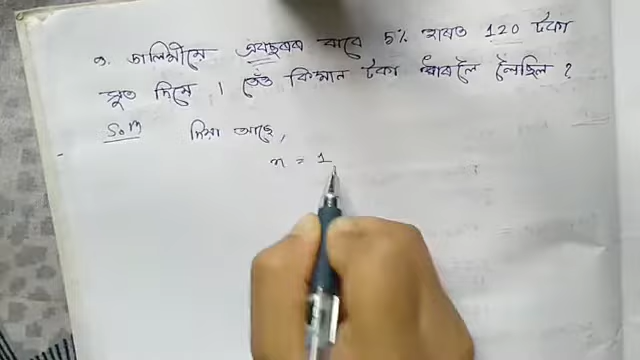 ৩. ডালিমীয়ে এবছৰৰ বাবে 5% হাৰত 120 টকা
সুত দিয়ে । তেওঁ কিমান টকা ধাৰলৈ লৈছিল ?
Soln দিয়া আছে,
n = 1